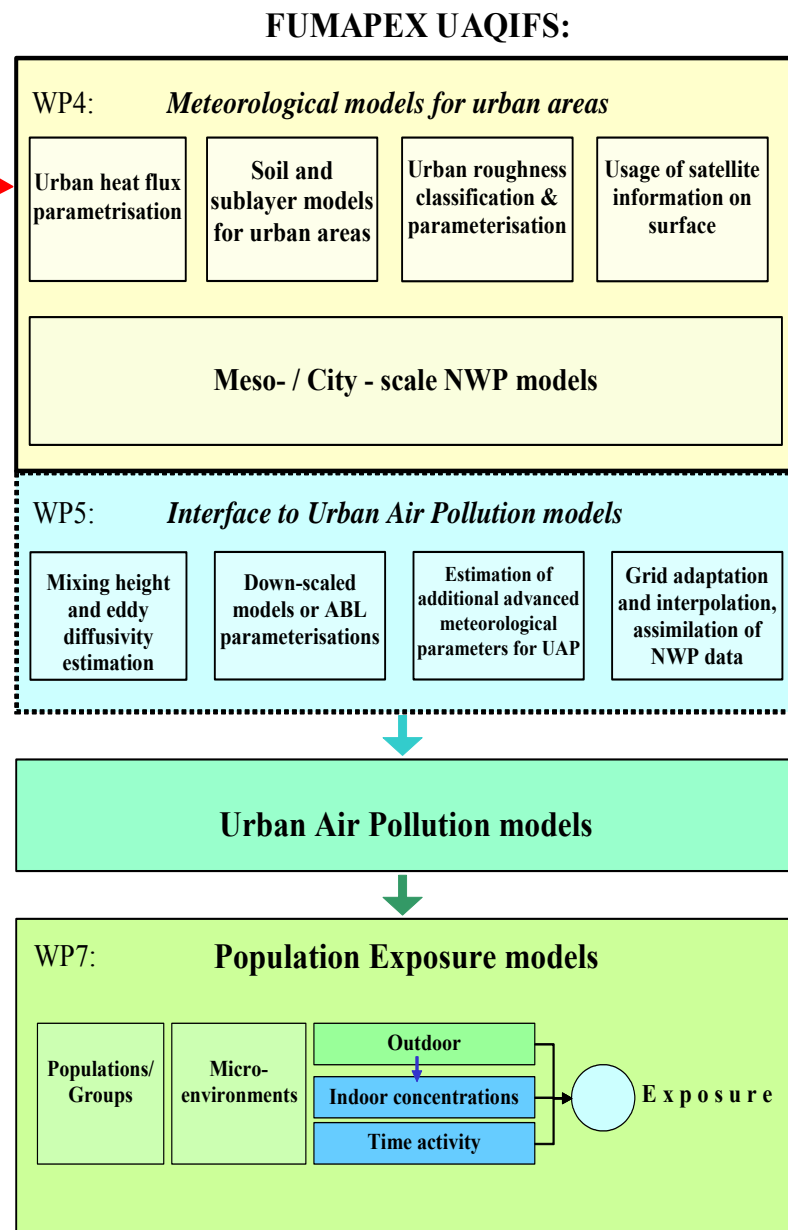 FUMAPEX UAQIFS:
WP4: Meteorological models for urban areas
Urban heat flux
parametrisation
Soil and
sublayer models
for urban areas
Urban roughness
classification &
parameterisation
Usage of satellite
information on
surface
Meso- / City - scale NWP models
WP5: Interface to Urban Air Pollution models
Mixing height
and eddy
diffusivity
estimation
Down-scaled
models or ABL
parameterisations
Estimation of
additional advanced
meteorological
parameters for UAP
Grid adaptation
and interpolation,
assimilation of
NWP data
Urban Air Pollution models
WP7: Population Exposure models
Populations/
Groups
Micro-
environments
Outdoor
Indoor concentrations
Time activity
Exposure